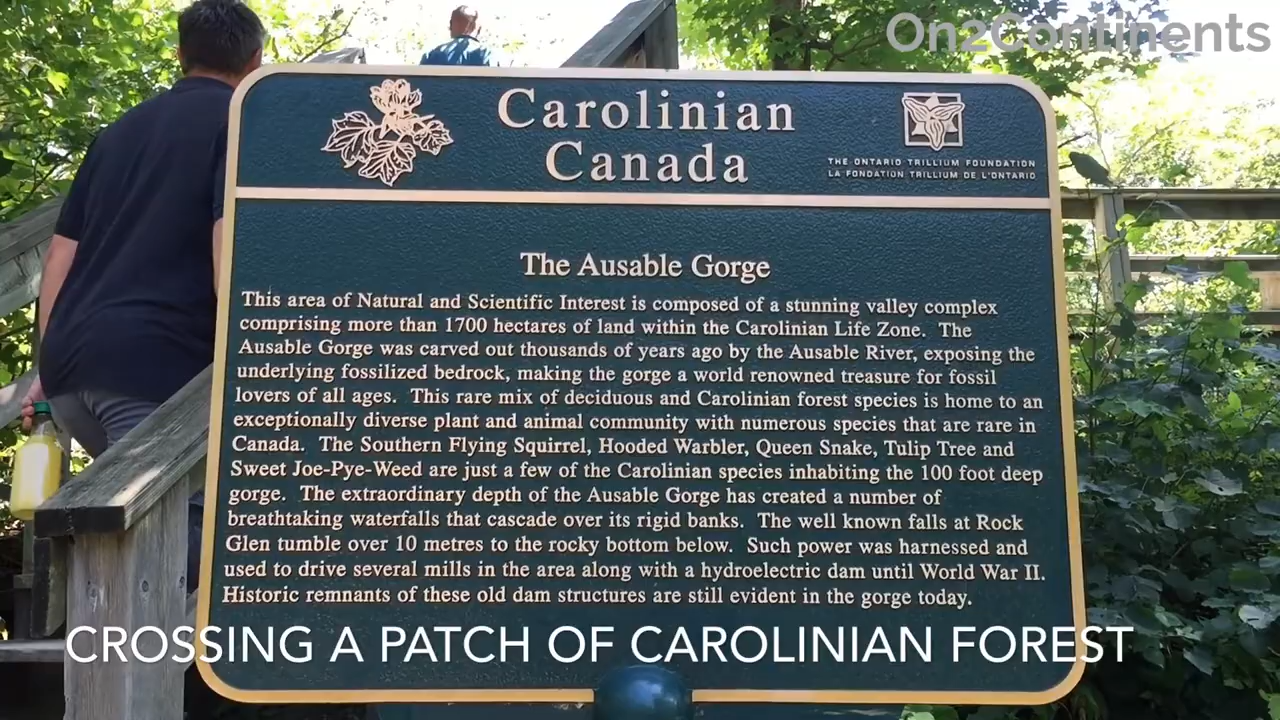 On2Continents
Carolinian
Canada
THE ONTARIO TRILLIUM FOUNDATION
LA FONDATION TRILLIUM DE L'ONTARIO
The Ausable Gorge
This area of Natural and Scientific Interest is composed of a stunning valley complex
comprising more than 1700 hectares of land within the Carolinian Life Zone. The
Ausable Gorge was carved out thousands of years ago by the Ausable River, exposing the
underlying fossilized bedrock, making the gorge a world renowned treasure for fossil
lovers of all ages. This rare mix of deciduous and Carolinian forest species is home to an
exceptionally diverse plant and animal community with numerous species that are rare in
Canada. The Southern Flying Squirrel, Hooded Warbler, Queen Snake, Tulip Tree and
Sweet Joe-Pye-Weed are just a few of the Carolinian species inhabiting the 100 foot deep
gorge. The extraordinary depth of the Ausable Gorge has created a number of
breathtaking waterfalls that cascade over its rigid banks. The well known falls at Rock
Glen tumble over 10 metres to the rocky bottom below. Such power was harnessed and
used to drive several mills in the area along with a hydroelectric dam until World War II.
Historic remnants of these old dam structures are still evident in the gorge today.
CROSSING A PATCH OF CAROLINIAN FOREST